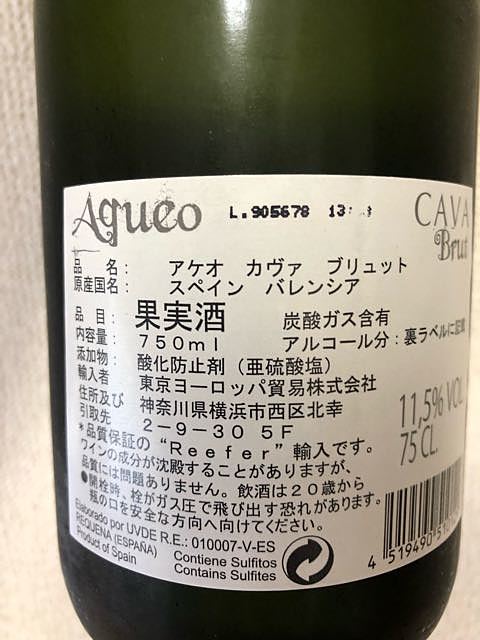 Agueo L.905678 13:
CAVA
Brut
品名: アケオ カヴァ ブリュット
原産国名: スペイン バレンシア
品目: 果実酒 炭酸ガス含有
内容量: 750ml アルコール分:裏ラベルに記載
添加物: 酸化防止剤(亜硫酸塩)
輸入者 東京ヨーロッパ貿易株式会社
住所及び 神奈川県横浜市西区北幸
引取先 2-9-30 5F
11,5% VOL
75 CL.
*品質保証の“Reefer”輸入です。
ワインの成分が沈殿することがありますが、
品質には問題ありません。飲酒は20歳から
●開栓時、栓がガス圧で飛び出す恐れがあります。
瓶の口を安全な方向へ向けてください。
Elaborado por UVDE R.E.: 010007-V-ES
REQUENA (ESPAÑA)
Product of Spain
Contiene Sulfitos
Contains Sulfites
4 519490